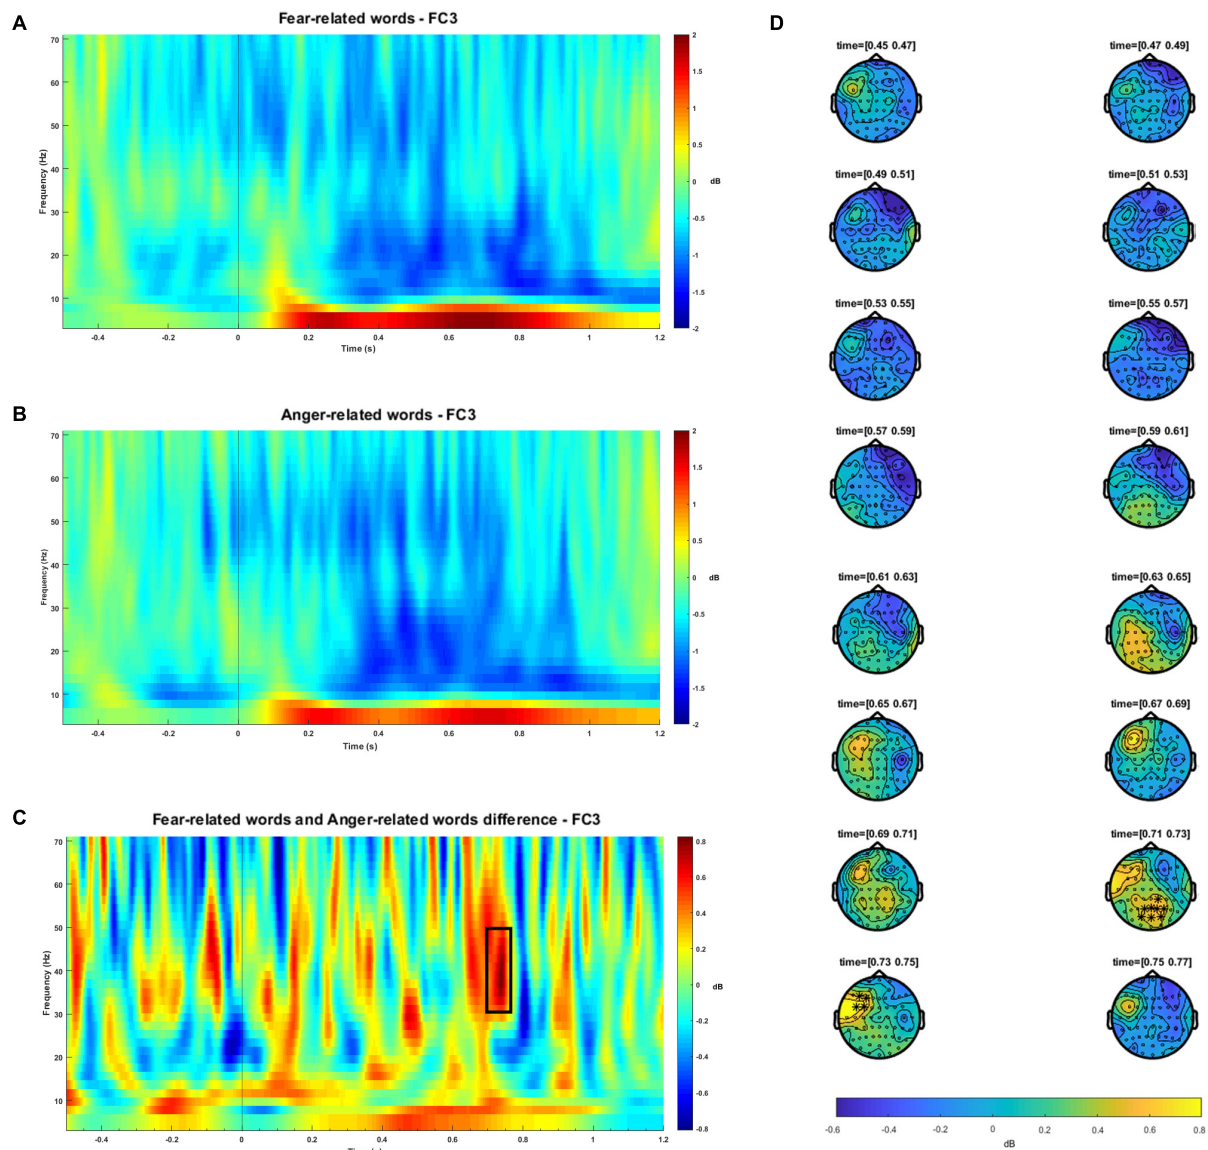 A
Fear-related words - FC3
70
60
50
40
30
20
10
Frequency (Hz)
-0.4
-0.2
0
0.2
0.4
0.6
0.8
1
1.2
Time (s)
2
1.5
1
0.5
0
-0.5
-1
-1.5
-2
dB
B
Anger-related words - FC3
70
60
50
40
30
20
10
Frequency (Hz)
-0.4
-0.2
0
0.2
0.4
0.6
0.8
1
1.2
Time (s)
2
1.5
1
0.5
0
-0.5
-1
-1.5
-2
dB
C
Fear-related words and Anger-related words difference - FC3
70
60
50
40
30
20
10
Frequency (Hz)
-0.4
-0.2
0
0.2
0.4
0.6
0.8
1
1.2
Time (s)
0.8
0.6
0.4
0.2
0
-0.2
-0.4
-0.6
-0.8
dB
D
time=[0.45 0.47]
time=[0.47 0.49]
time=[0.49 0.51]
time=[0.51 0.53]
time=[0.53 0.55]
time=[0.55 0.57]
time=[0.57 0.59]
time=[0.59 0.61]
time=[0.61 0.63]
time=[0.63 0.65]
time=[0.65 0.67]
time=[0.67 0.69]
time=[0.69 0.71]
time=[0.71 0.73]
time=[0.73 0.75]
time=[0.75 0.77]
-0.6
-0.4
-0.2
0
0.2
0.4
0.6
0.8
dB